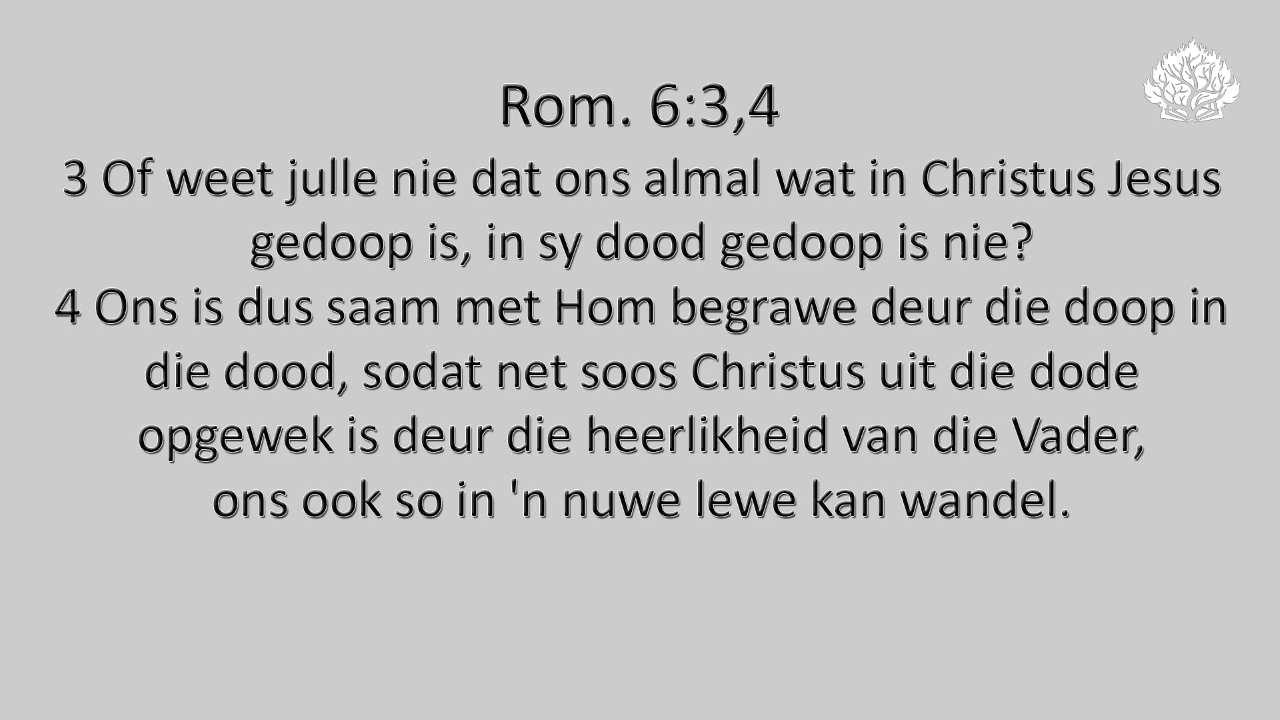 Rom. 6:3,4
3 Of weet julle nie dat ons almal wat in Christus Jesus
gedoop is, in sy dood gedoop is nie?
4 Ons is dus saam met Hom begrawe deur die doop in
die dood, sodat net soos Christus uit die dode
opgewek is deur die heerlikheid van die Vader,
ons ook so in 'n nuwe lewe kan wandel.